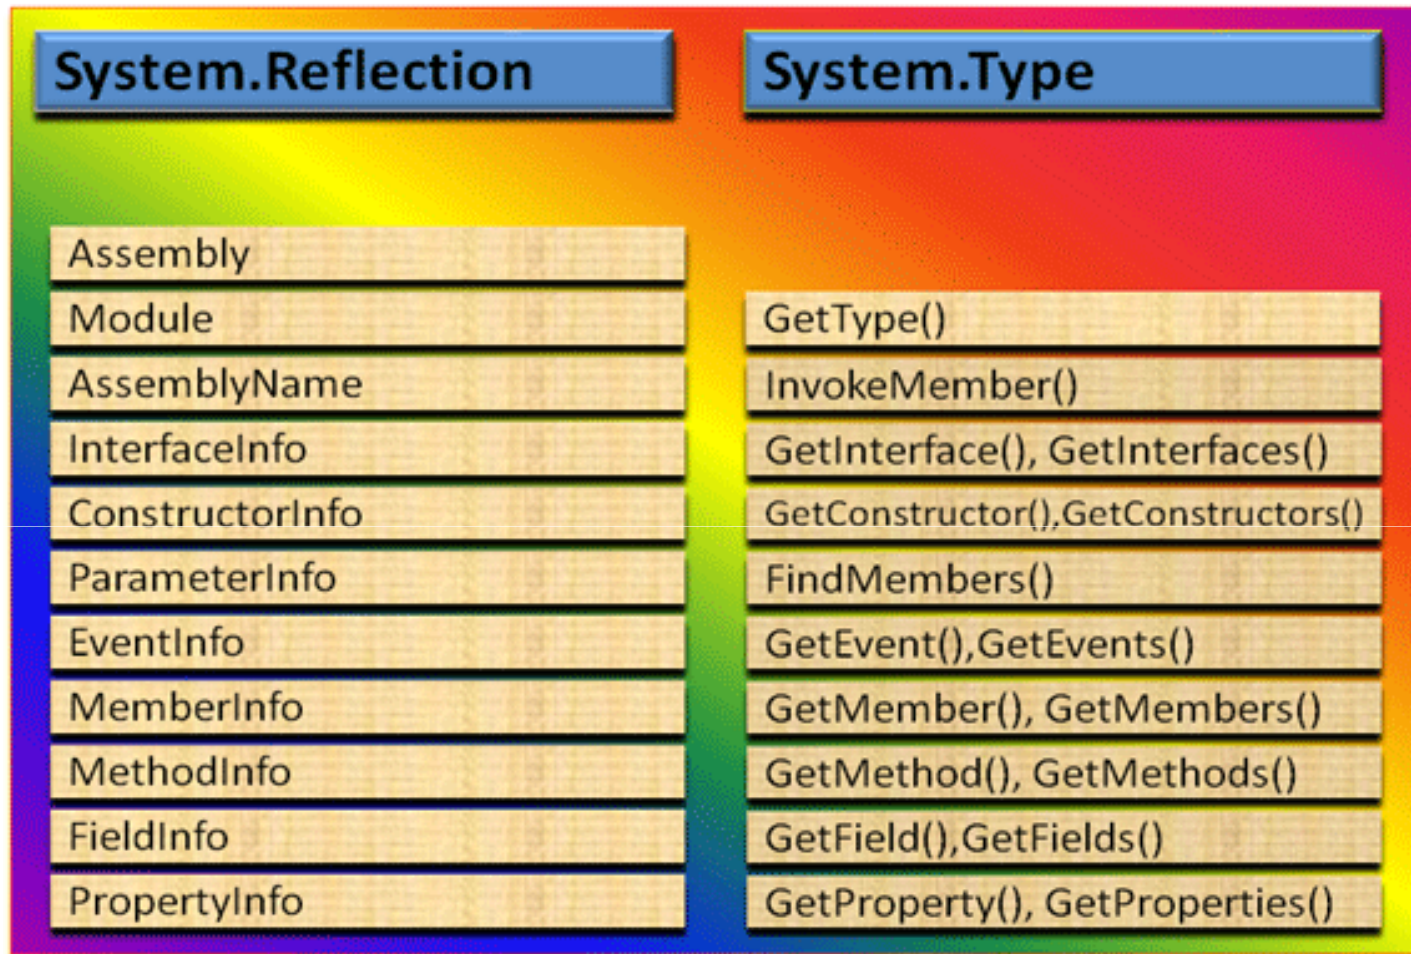 System.Reflection
System.Type
Assembly
Module
GetType()
AssemblyName
InvokeMember()
InterfaceInfo
GetInterface(), GetInterfaces()
ConstructorInfo
GetConstructor(),GetConstructors()
ParameterInfo
FindMembers()
EventInfo
GetEvent(),GetEvents()
MemberInfo
GetMember(), GetMembers()
MethodInfo
GetMethod(), GetMethods()
FieldInfo
GetField(),GetFields()
PropertyInfo
GetProperty(), GetProperties()